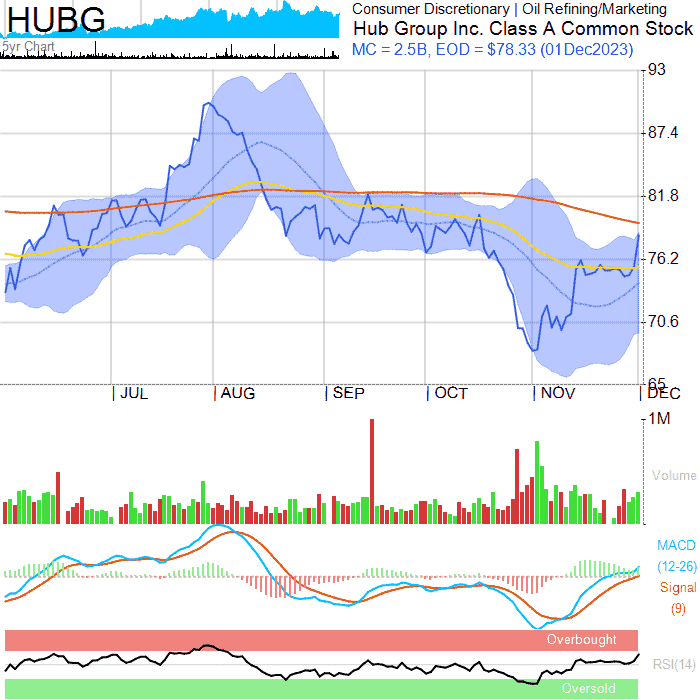 HUBG
5yr Chart
Consumer Discretionary | Oil Refining/Marketing
Hub Group Inc. Class A Common Stock
MC = 2.5B, EOD = $78.33 (01Dec2023)
93
87.4
81.8
76.2
70.6
65
JUL AUG SEP OCT NOV DEC
1M
Volume
MACD
(12-26)
Signal
(9)
Overbought
RSI(14)
Oversold